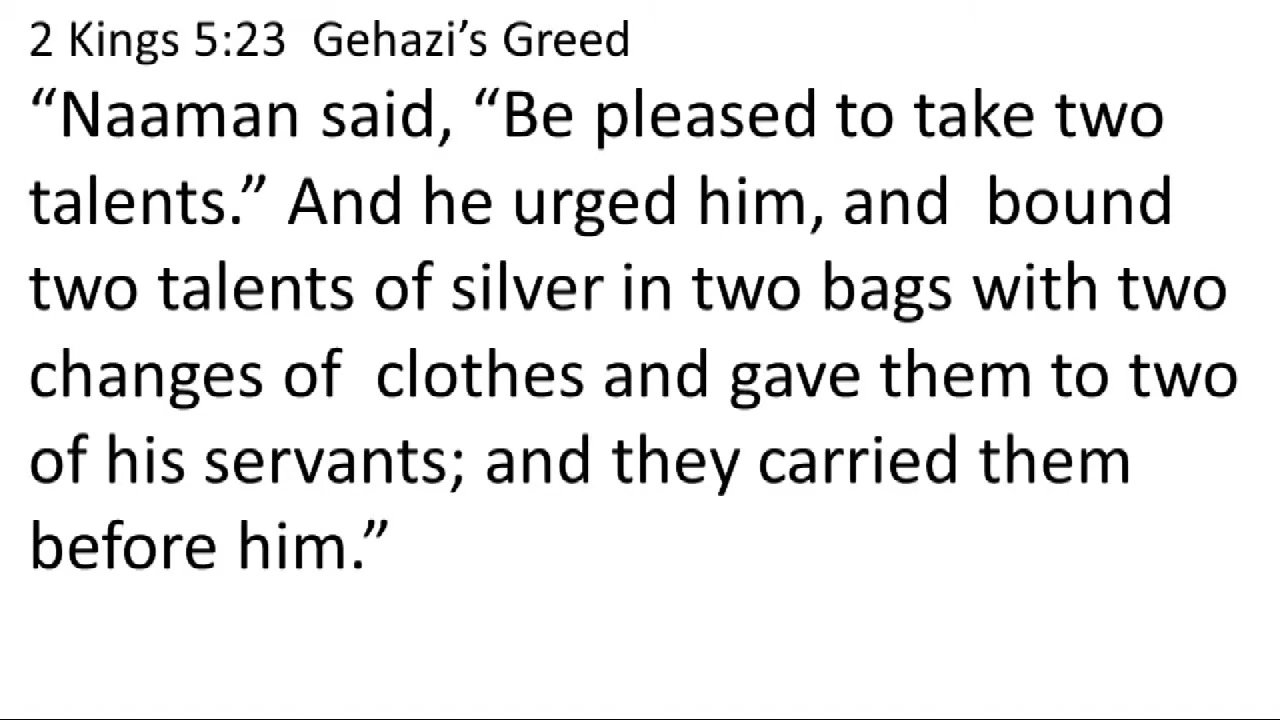 2 Kings 5:23  Gehazi’s Greed
“Naaman said, “Be pleased to take two
talents.” And he urged him, and  bound
two talents of silver in two bags with two
changes of  clothes and gave them to two
of his servants; and they carried them
before him.”